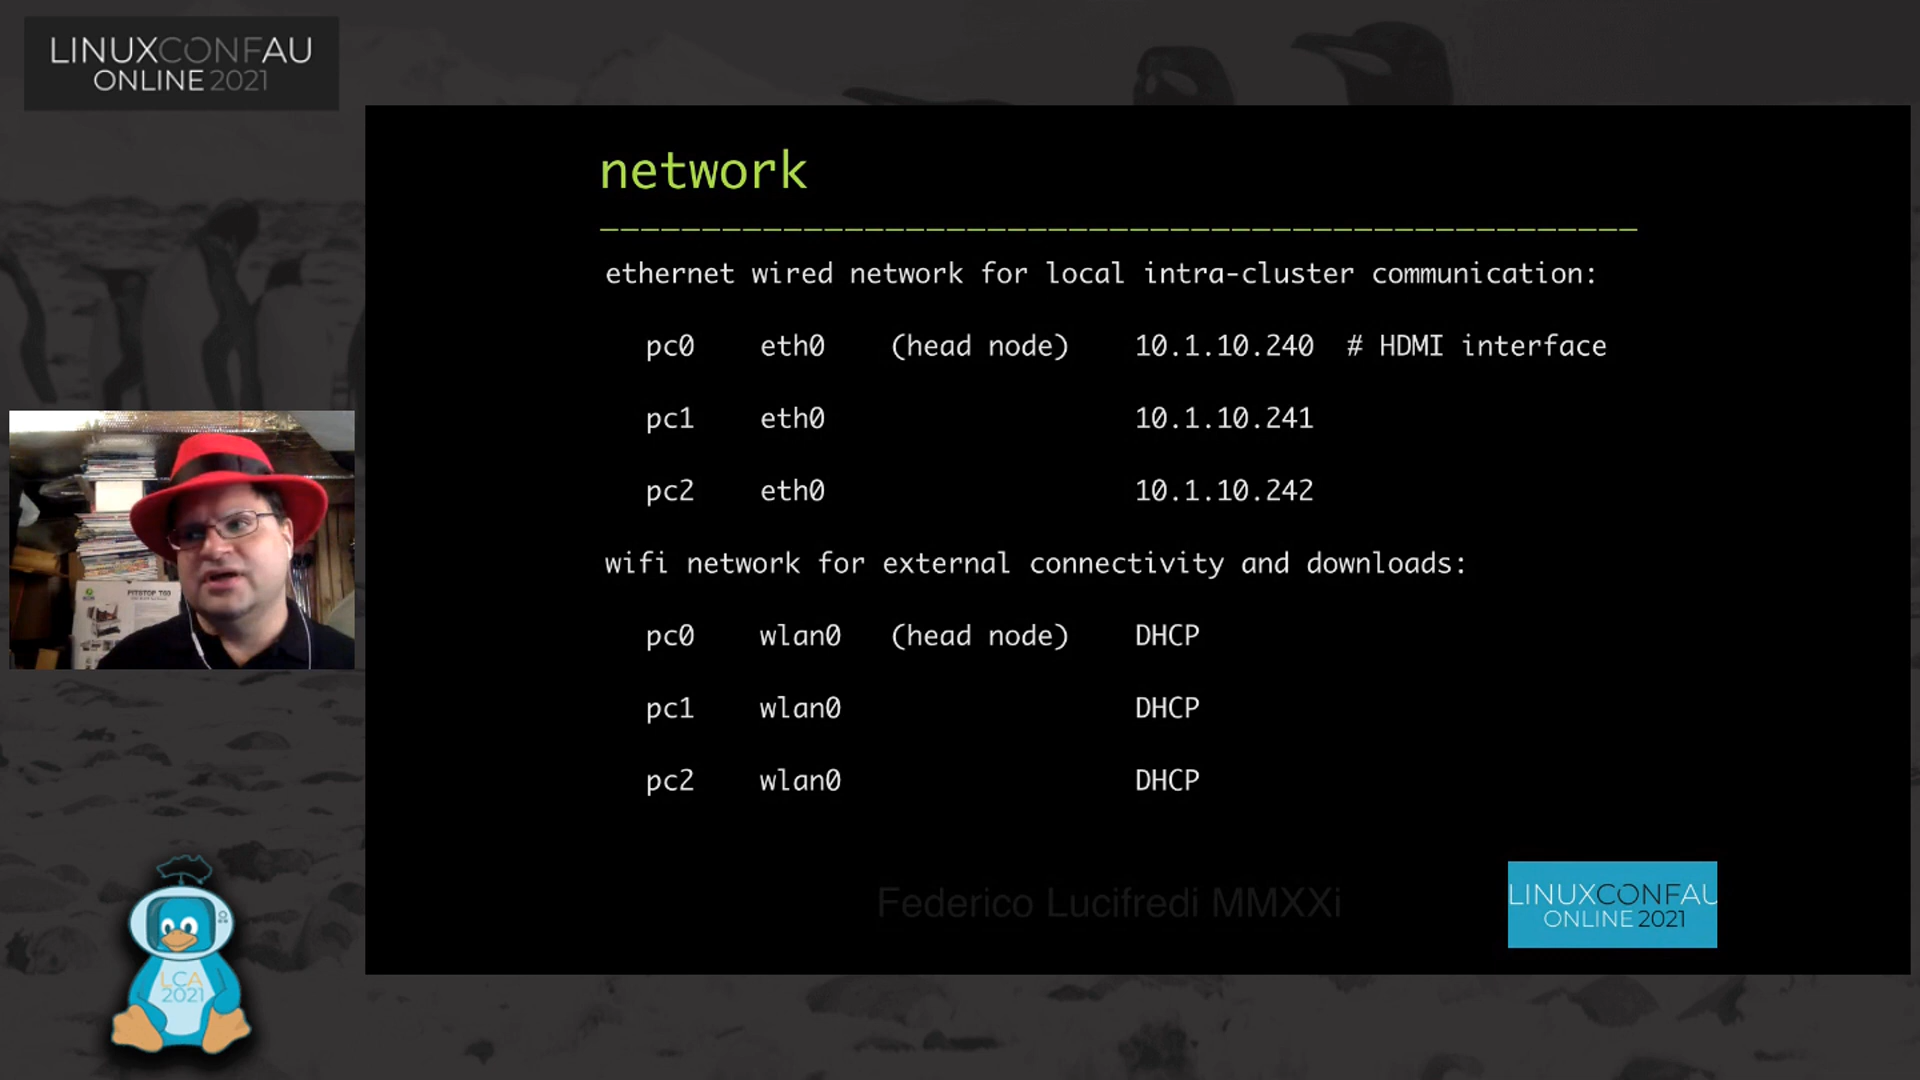 LINUXCONFAU
ONLINE 2021
network
ethernet wired network for local intra-cluster communication:
pc0 eth0 (head node) 10.1.10.240 # HDMI interface
pc1 eth0 10.1.10.241
pc2 eth0 10.1.10.242
wifi network for external connectivity and downloads:
pc0 wlan0 (head node) DHCP
pc1 wlan0 DHCP
pc2 wlan0 DHCP
Federico Lucifredi MMXXi
LINUXCONFAU
ONLINE 2021
PITSTOP T60
LCA
2021